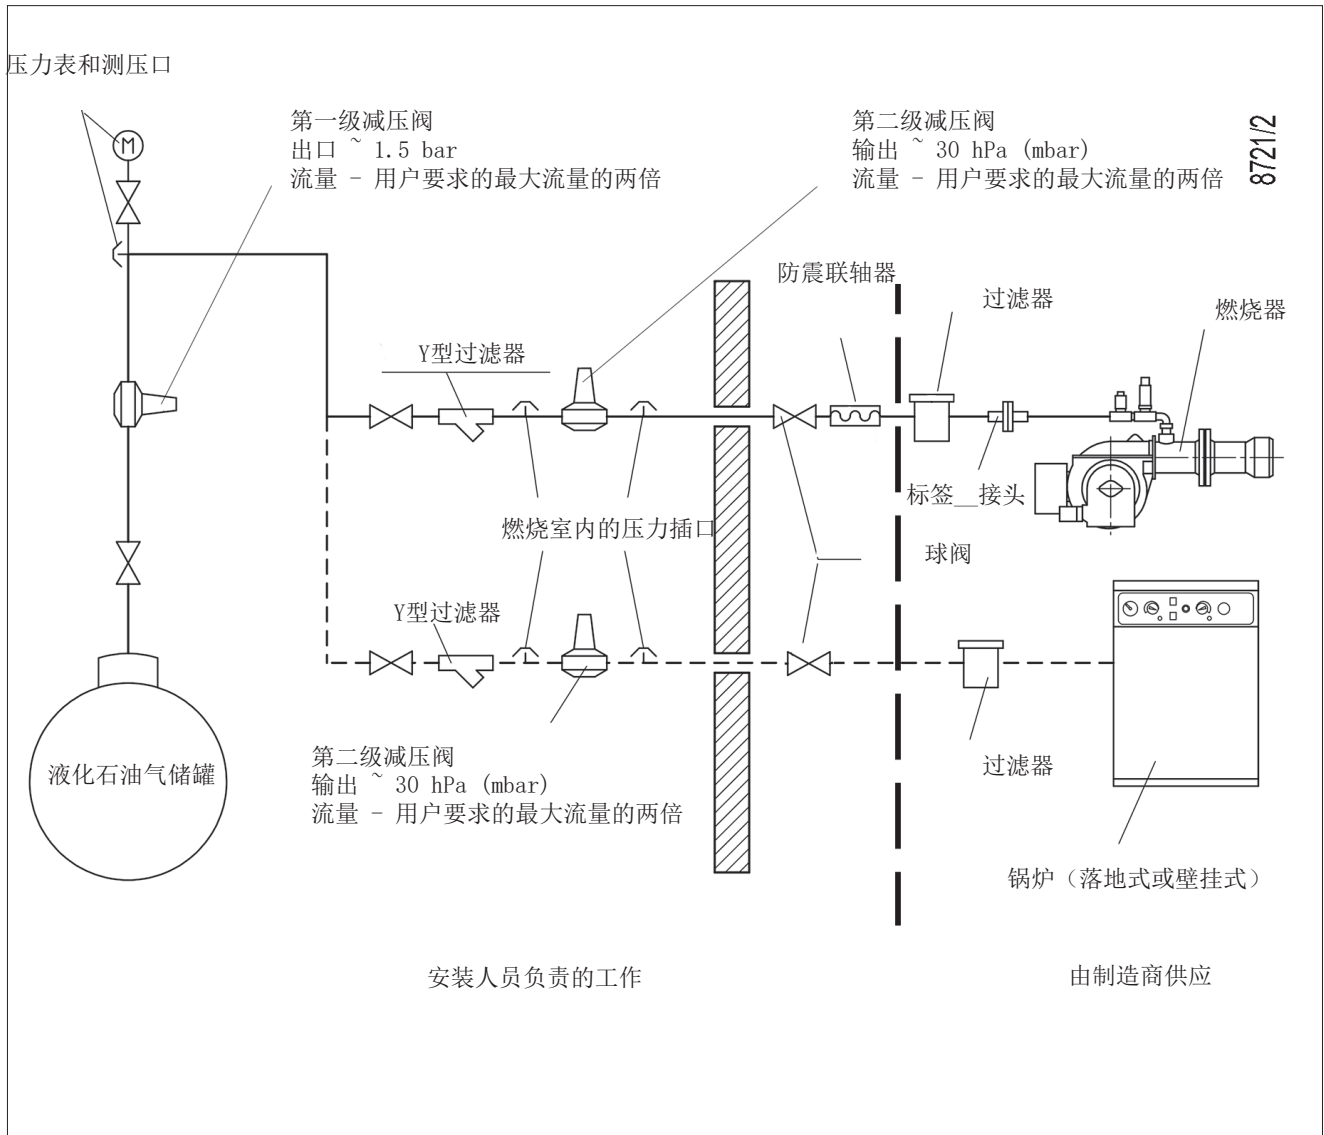 压力表和测压口
M
第一级减压阀
出口 ~ 1.5 bar
流量 - 用户要求的最大流量的两倍
第二级减压阀
输出 ~ 30 hPa (mbar)
流量 - 用户要求的最大流量的两倍
8721/2
防震联轴器
过滤器
燃烧器
Y型过滤器
标签__接头
燃烧室内的压力插口
球阀
Y型过滤器
液化石油气储罐
第二级减压阀
输出 ~ 30 hPa (mbar)
流量 - 用户要求的最大流量的两倍
过滤器
锅炉（落地式或壁挂式）
安装人员负责的工作
由制造商供应